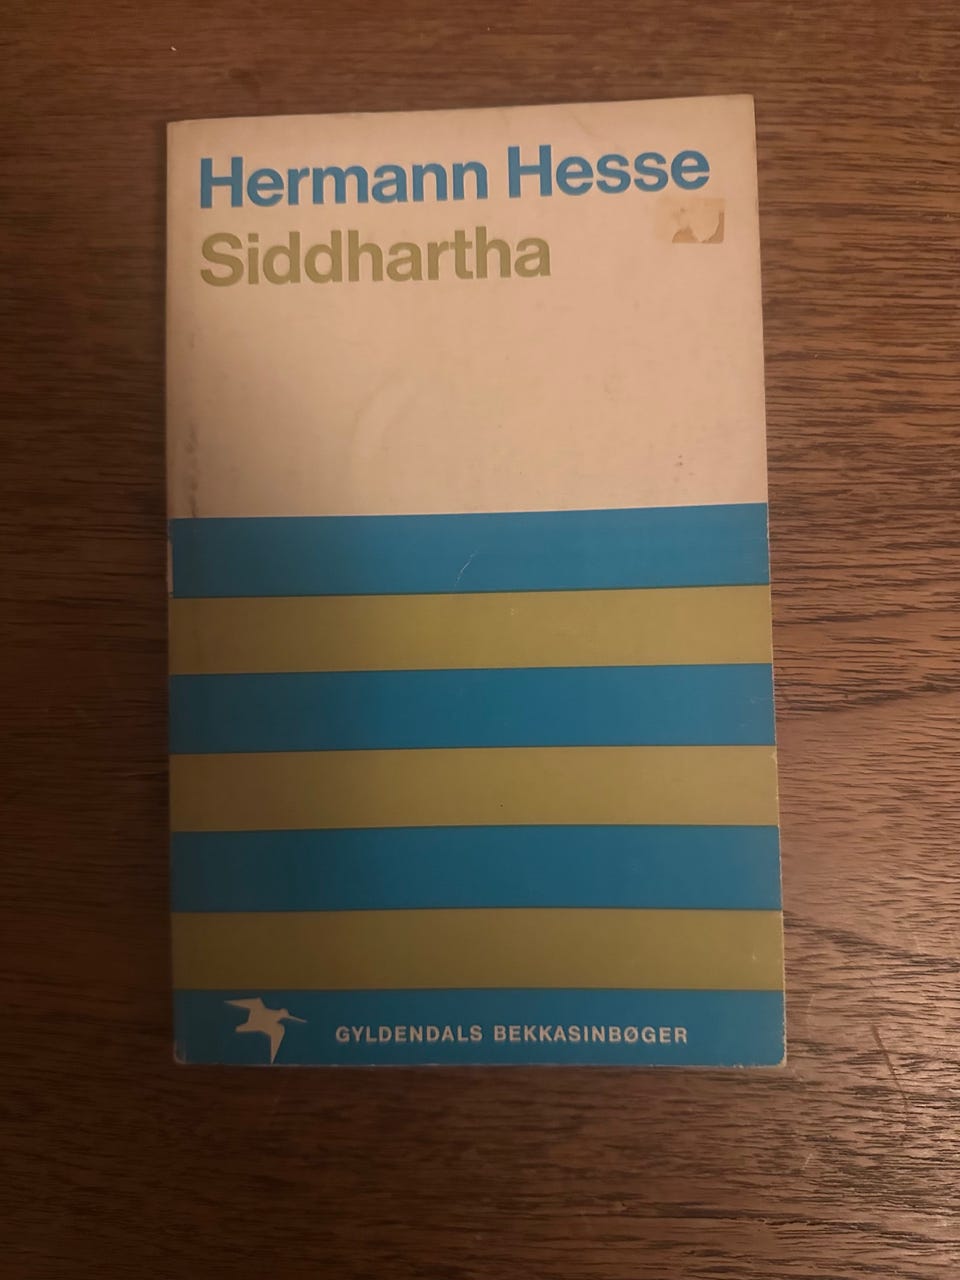 Hermann Hesse
Siddhartha
GYLDENDALS BEKKASINBØGER